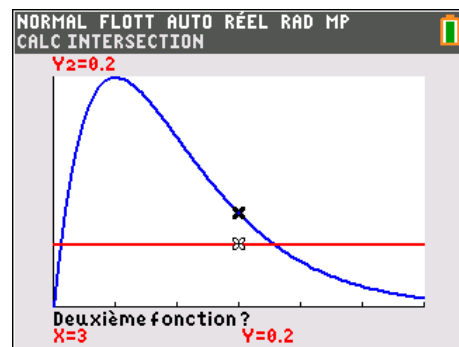 NORMAL FLOTT AUTO RÉEL RAD MP
CALC INTERSECTION
Y2=0.2
Deuxième fonction?
X=3 Y=0.2